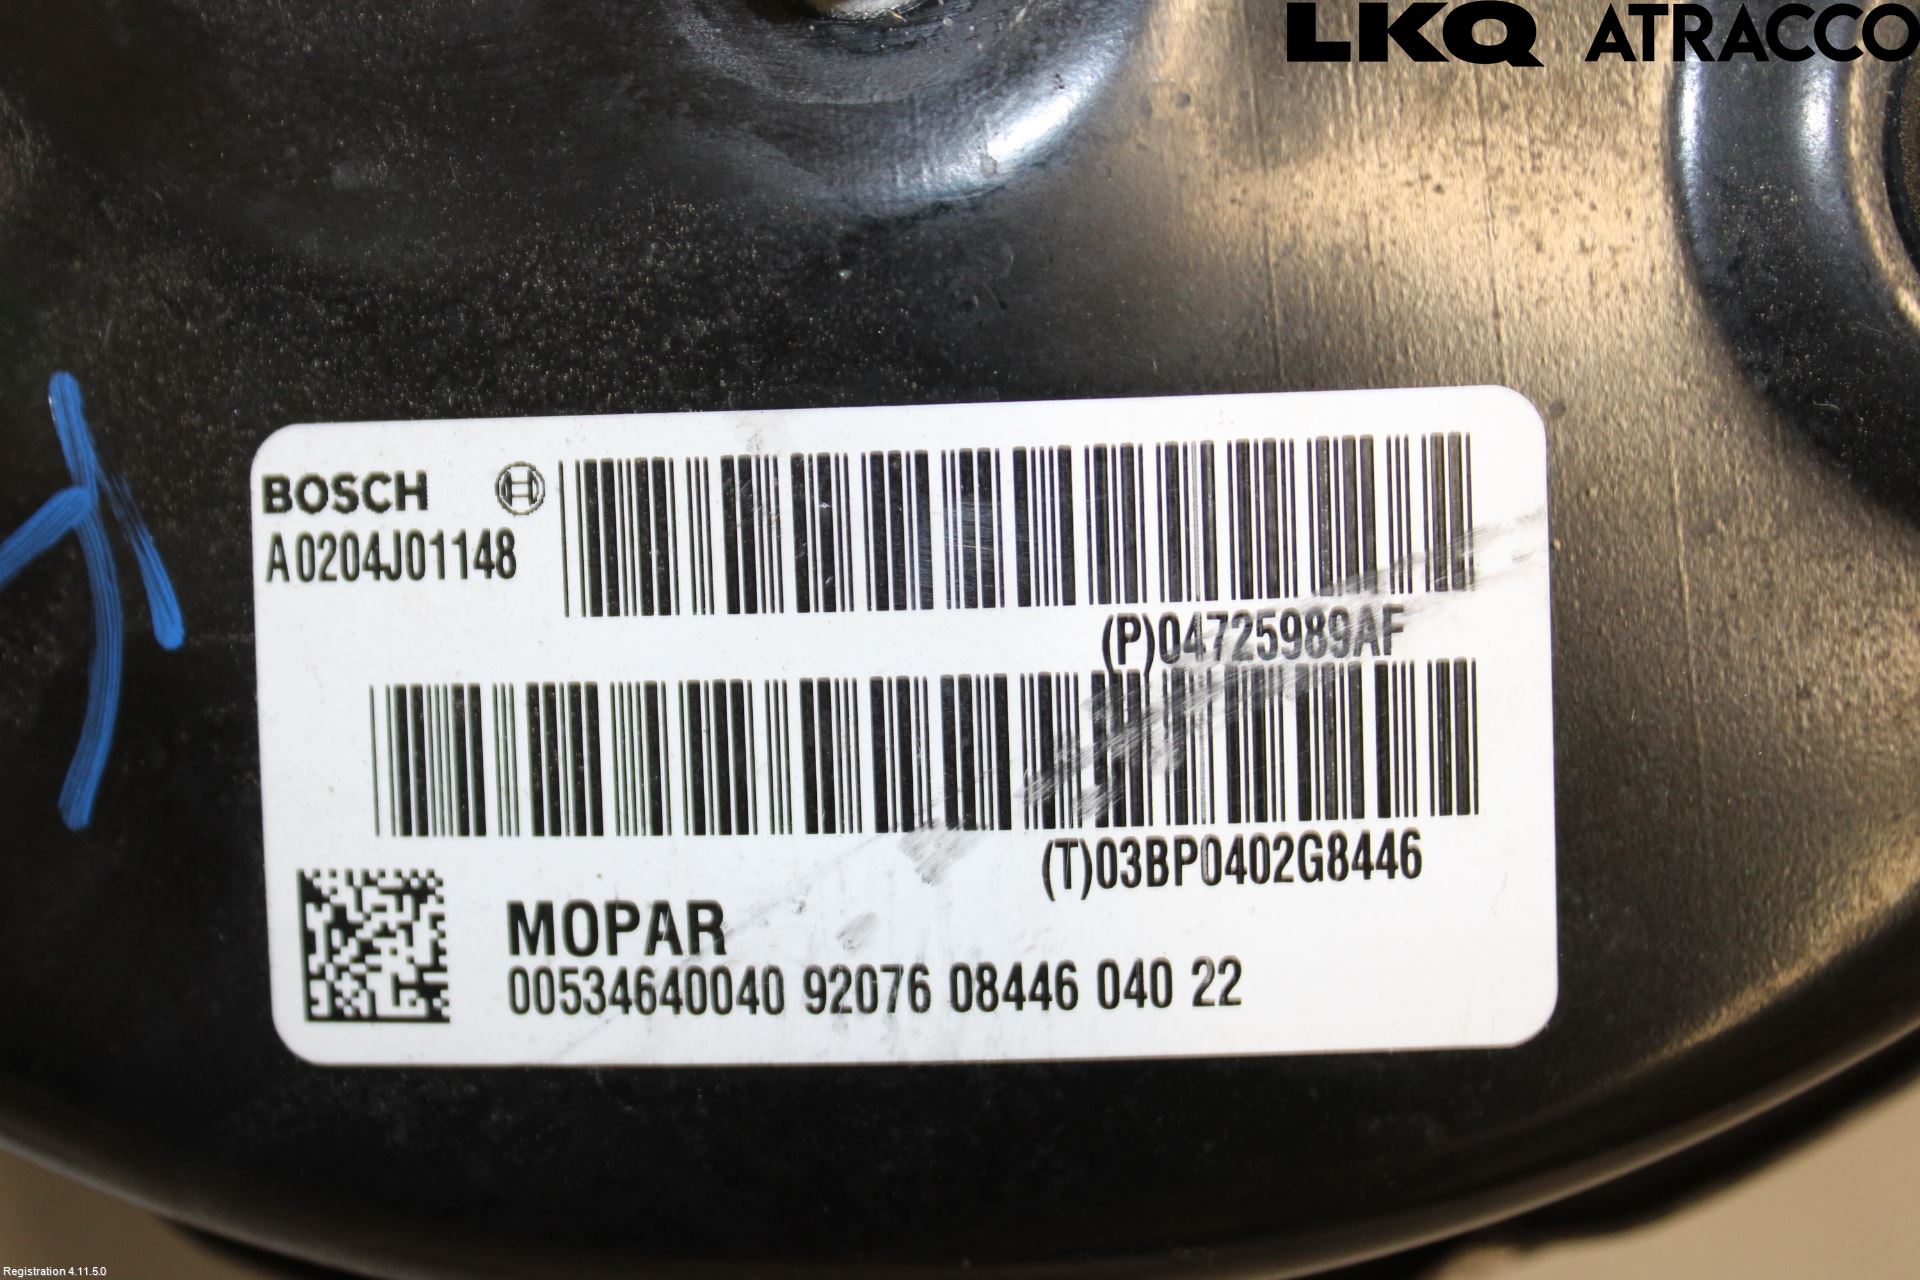 LKQ ATRACCO
BOSCH
A0204J01148
(P)04725989AF
(T)03BP0402G8446
MOPAR
00534640040 92076 08446 040 22
Registration 4.11.5.0